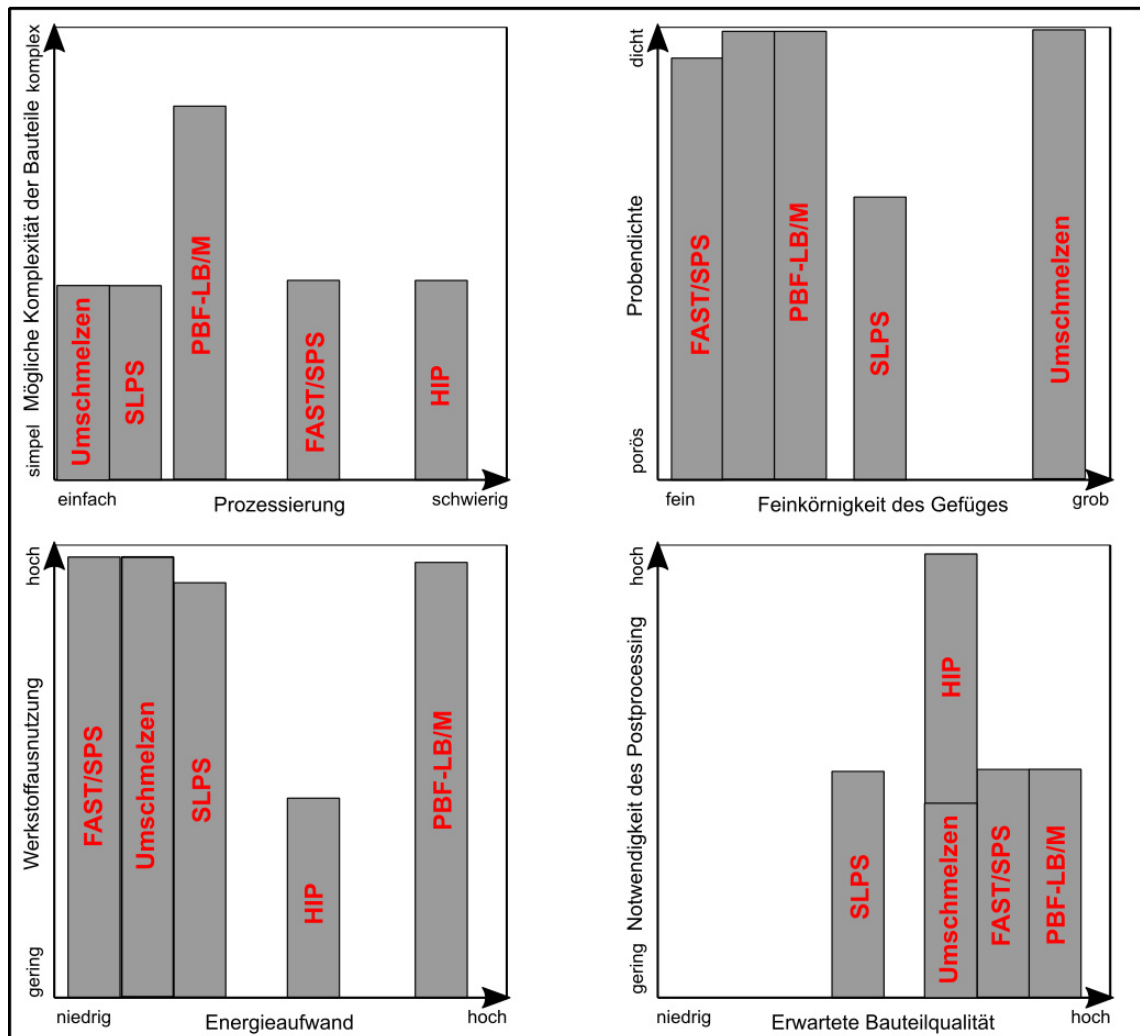 simpel Mögliche Komplexität der Bauteile komplex
Umschmelzen
SLPS
PBF-LB/M
FAST/SPS
HIP
einfach Prozessierung schwierig
porös Probendichte dicht
FAST/SPS
PBF-LB/M
SLPS
Umschmelzen
fein Feinkörnigkeit des Gefüges grob
gering Werkstoffausnutzung hoch
FAST/SPS
Umschmelzen
SLPS
HIP
PBF-LB/M
niedrig Energieaufwand hoch
gering Notwendigkeit des Postprocessing hoch
SLPS
HIP
Umschmelzen
FAST/SPS
PBF-LB/M
niedrig Erwartete Bauteilqualität hoch